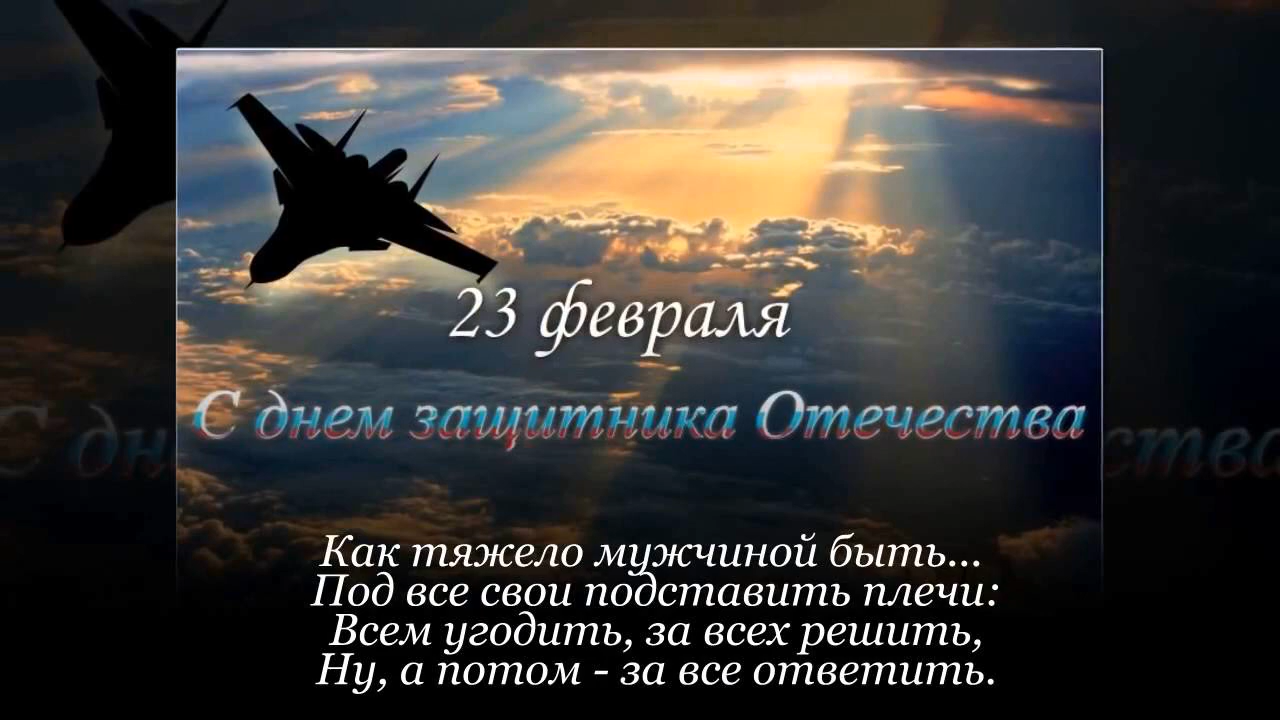 23 февраля
С днем защитника Отечества
Как тяжело мужчиной быть...
Под все свои подставить плечи:
Всем угодить, за всех решить,
Ну, а потом - за все ответить.